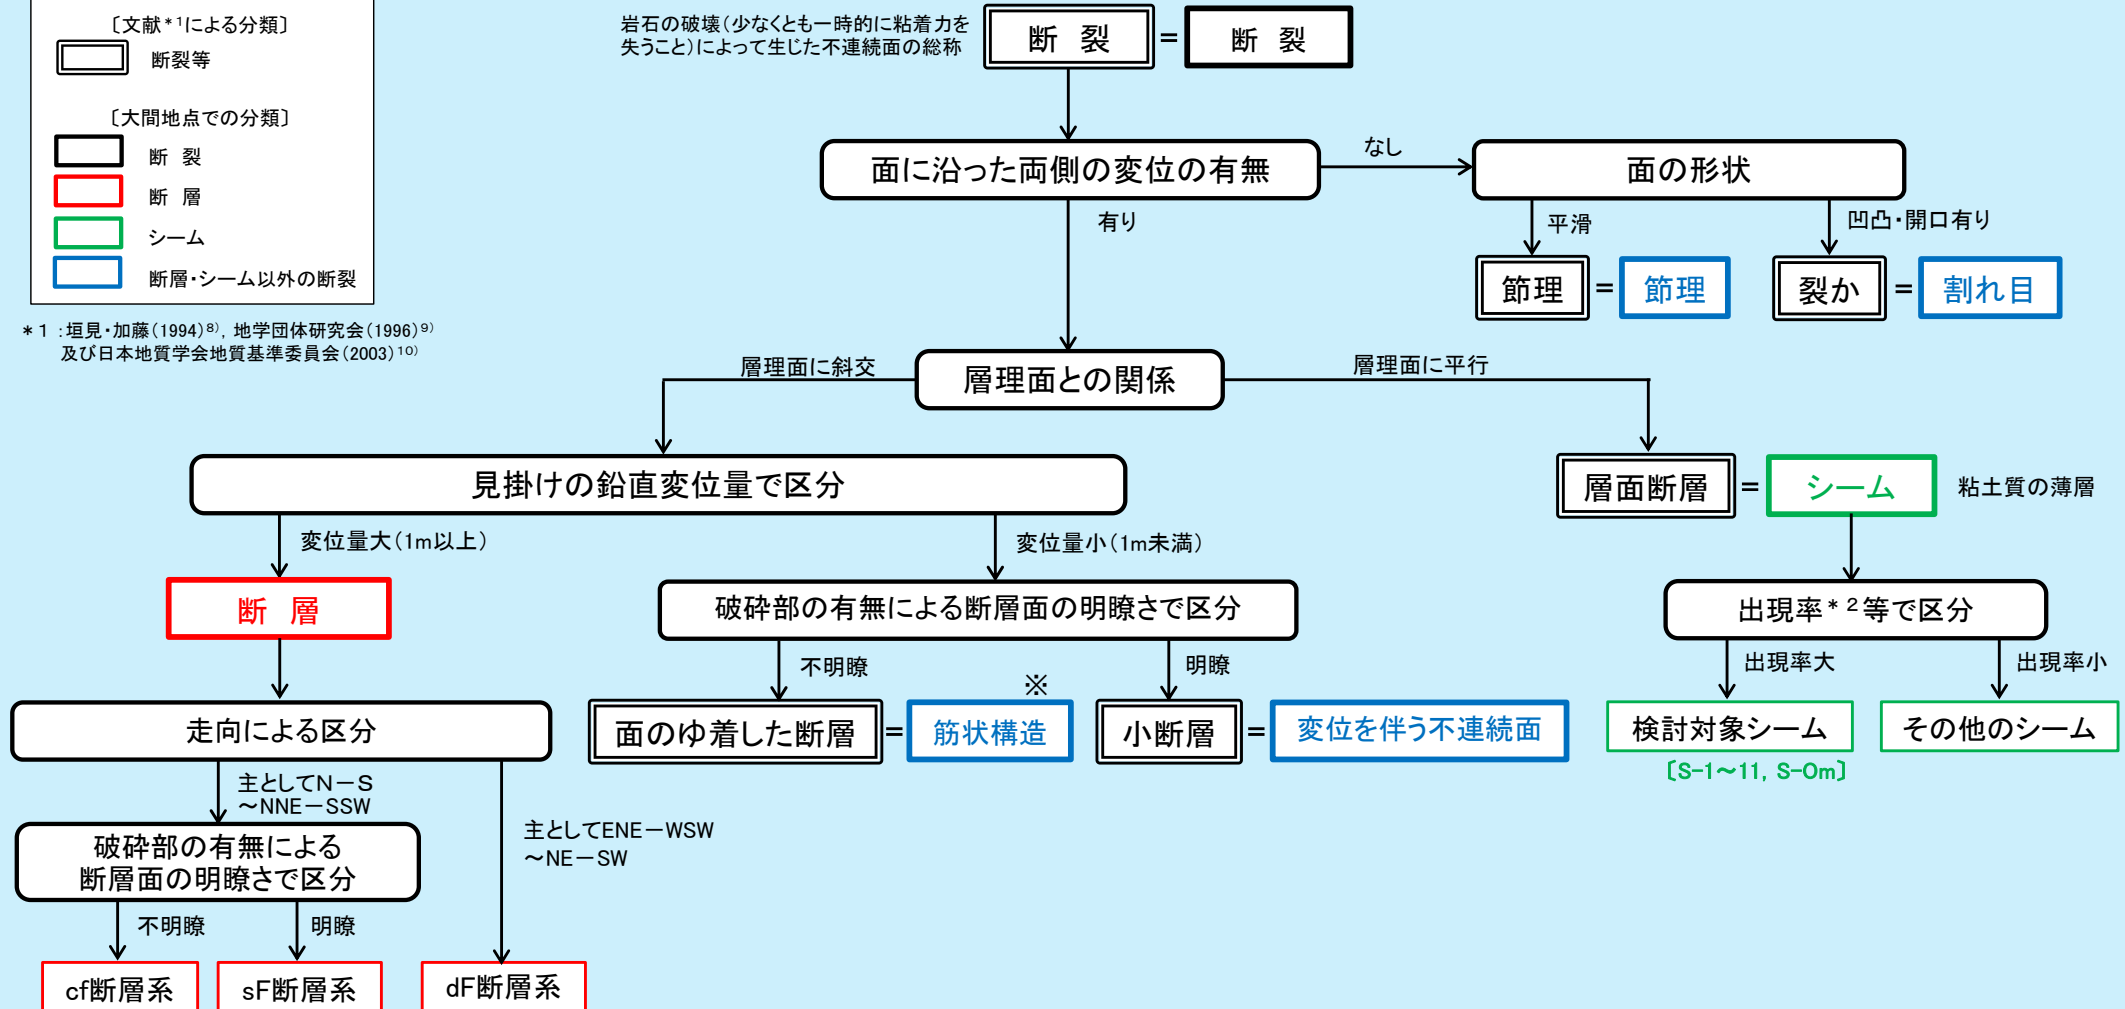 〔文献*1による分類〕
断裂等
〔大間地点での分類〕
断 裂
断 層
シーム
断層・シーム以外の断裂
*1:垣見・加藤(1994)8), 地学団体研究会(1996)9)
及び日本地質学会地質基準委員会(2003)10)
岩石の破壊(少なくとも一時的に粘着力を
失うこと)によって生じた不連続面の総称
断 裂 = 断 裂
面に沿った両側の変位の有無
なし
面の形状
有り
平滑
凹凸・開口有り
節理 = 節理
裂か = 割れ目
層理面に斜交
層理面との関係
層理面に平行
見掛けの鉛直変位量で区分
層面断層 = シーム
粘土質の薄層
変位量大(1m以上)
変位量小(1m未満)
断 層
破砕部の有無による断層面の明瞭さで区分
出現率*2等で区分
不明瞭
明瞭
出現率大
出現率小
※
走向による区分
面のゆ着した断層 = 筋状構造
小断層 = 変位を伴う不連続面
検討対象シーム
その他のシーム
〔S-1~11, S-Om〕
主としてN-S
~NNE-SSW
主としてENE-WSW
~NE-SW
破砕部の有無による
断層面の明瞭さで区分
不明瞭
明瞭
cf断層系
sF断層系
dF断層系